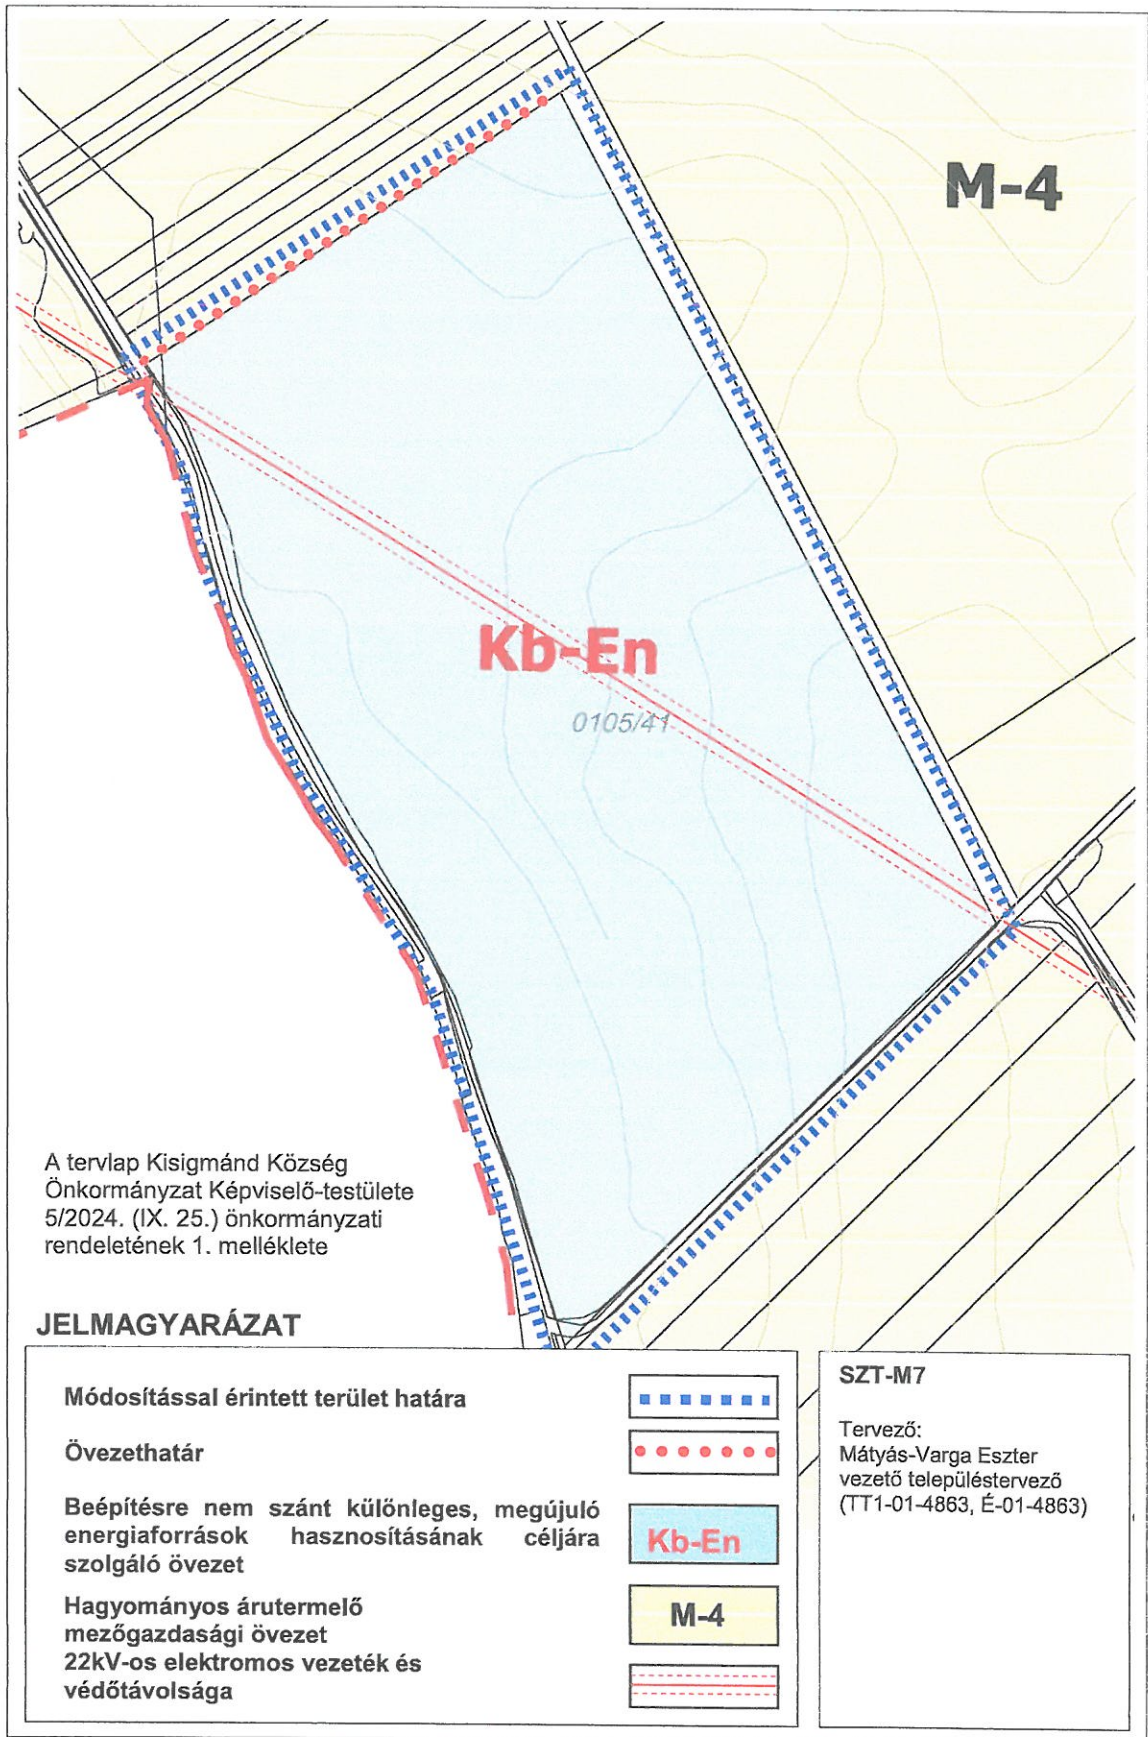 M-4
Kb-En
0105/41
A tervlap Kisigmánd Község
Önkormányzat Képviselő-testülete
5/2024. (IX. 25.) önkormányzati
rendeletének 1. melléklete
JELMAGYARÁZAT
Módosítással érintett terület határa
Övezethatár
Beépítésre nem szánt különleges, megújuló
energiaforrások hasznosításának céljára
szolgáló övezet
Kb-En
Hagyományos árutermelő
mezőgazdasági övezet
M-4
22kV-os elektromos vezeték és
védőtávolsága
SZT-M7
Tervező:
Mátyás-Varga Eszter
vezető településtervező
(TT1-01-4863, É-01-4863)